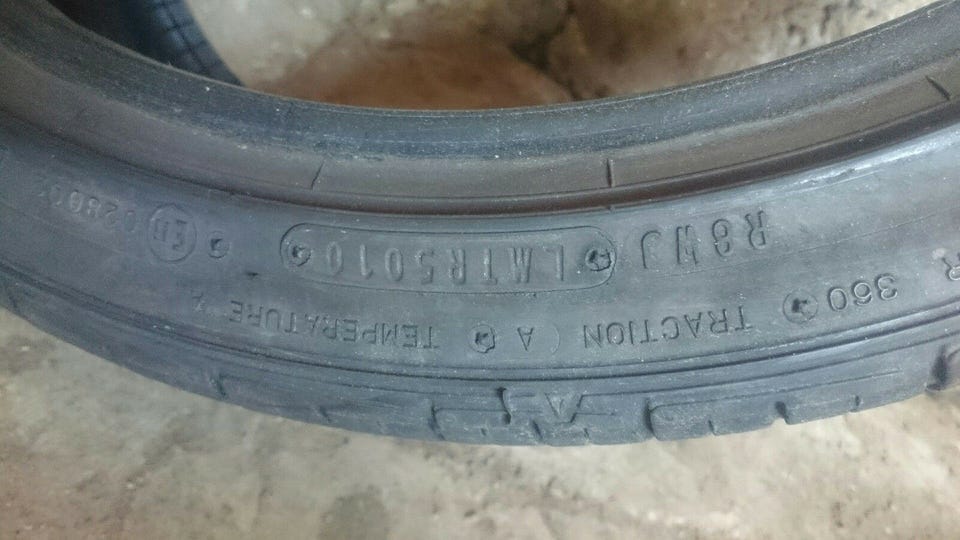 360 TRACTION A TEMPERATURE A
R8WJ LMTR5010